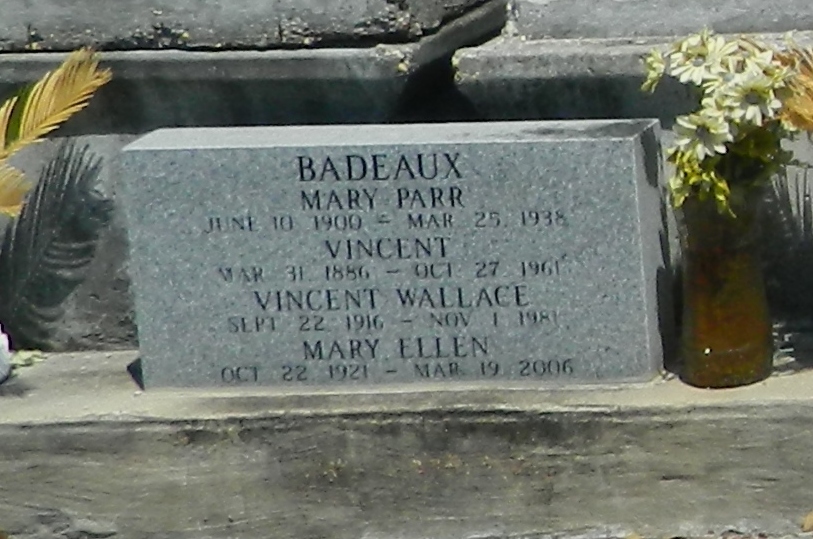 BADEAUX
MARY PARR
JUNE 10 1900 – MAR 25, 1938
VINCENT
MAR 31, 1886 – OCT 27 1961
VINCENT WALLACE
SEPT 22 1916 – NOV 1 1981
MARY ELLEN
OCT 22 1921 – MAR 19 2006